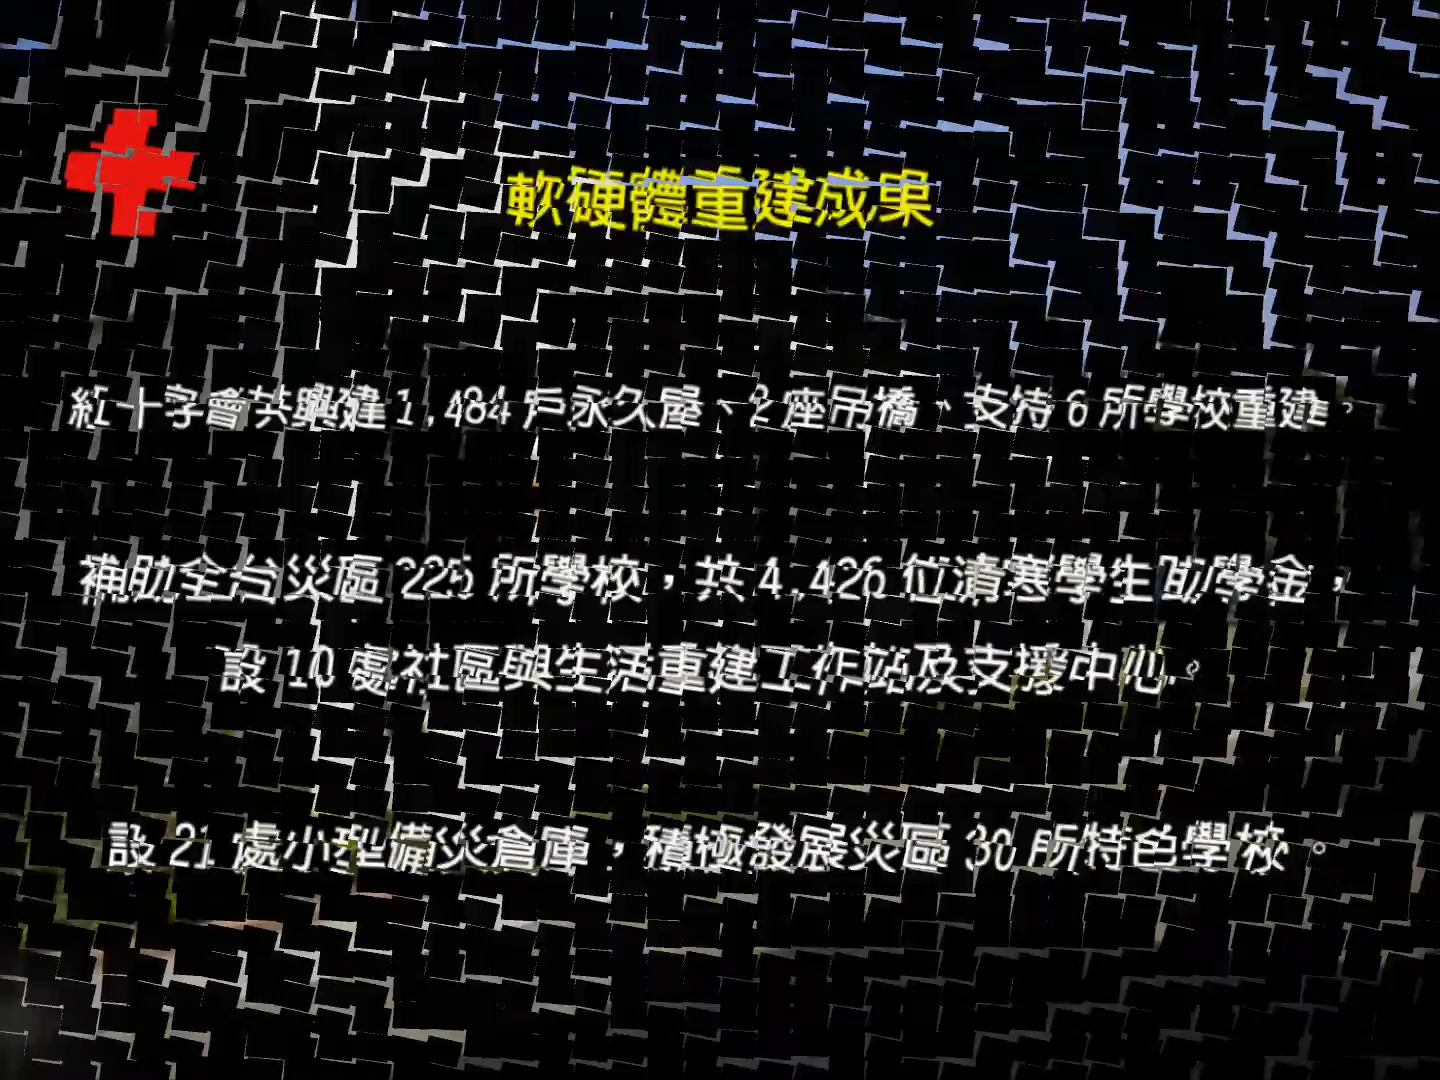 軟硬體重建成果
紅十字會共興建 1,484 戶永久屋、2 座吊橋、支持 6 所學校重建。
補助全台災區 225 所學校，共 4,426 位清寒學生助學金，
設 10 處社區與生活重建工作站及支援中心。
設 21 處小型備災倉庫，積極發展災區 30 所特色學校。